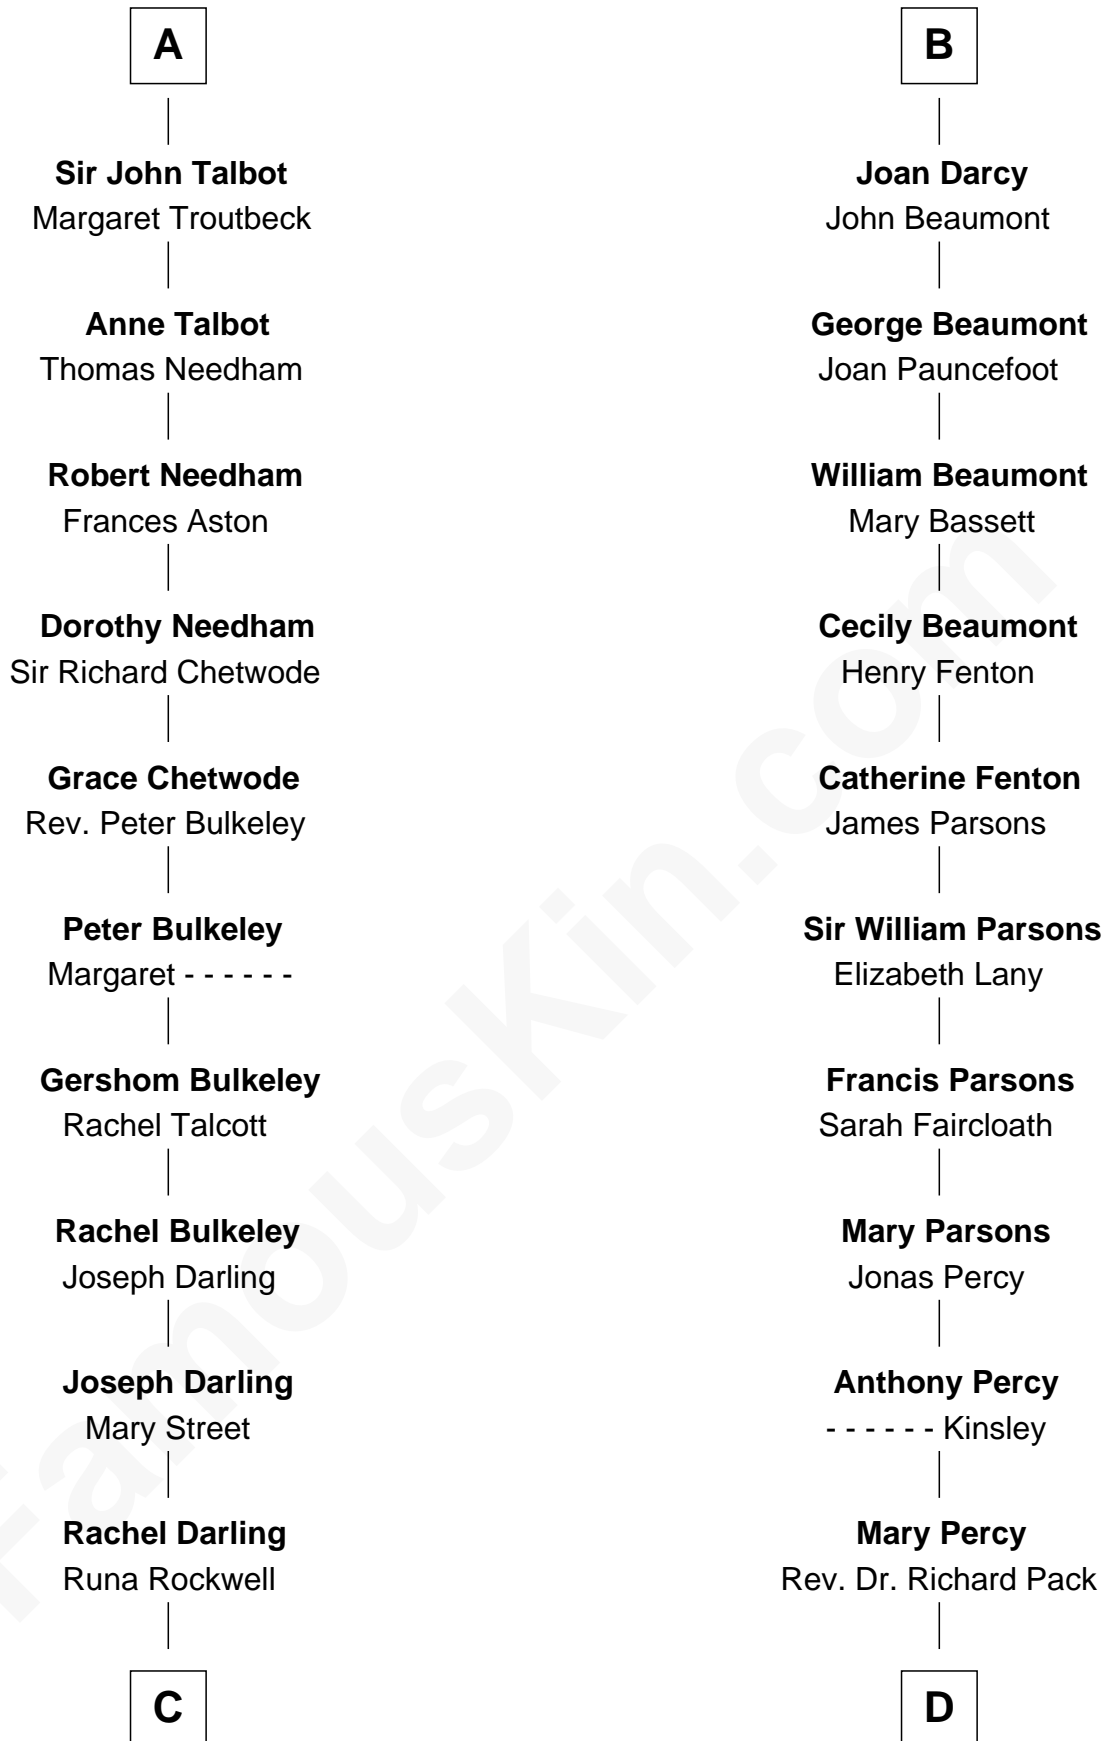 A
Sir John Talbot
Margaret Troutbeck
Anne Talbot
Thomas Needham
Robert Needham
Frances Aston
Dorothy Needham
Sir Richard Chetwode
Grace Chetwode
Rev. Peter Bulkeley
Peter Bulkeley
Margaret - - - - - -
Gershom Bulkeley
Rachel Talcott
Rachel Bulkeley
Joseph Darling
Joseph Darling
Mary Street
Rachel Darling
Runa Rockwell
C
B
Joan Darcy
John Beaumont
George Beaumont
Joan Pauncefoot
William Beaumont
Mary Bassett
Cecily Beaumont
Henry Fenton
Catherine Fenton
James Parsons
Sir William Parsons
Elizabeth Lany
Francis Parsons
Sarah Faircloath
Mary Parsons
Jonas Percy
Anthony Percy
- - - - - - Kinsley
Mary Percy
Rev. Dr. Richard Pack
D
FamousKin.com